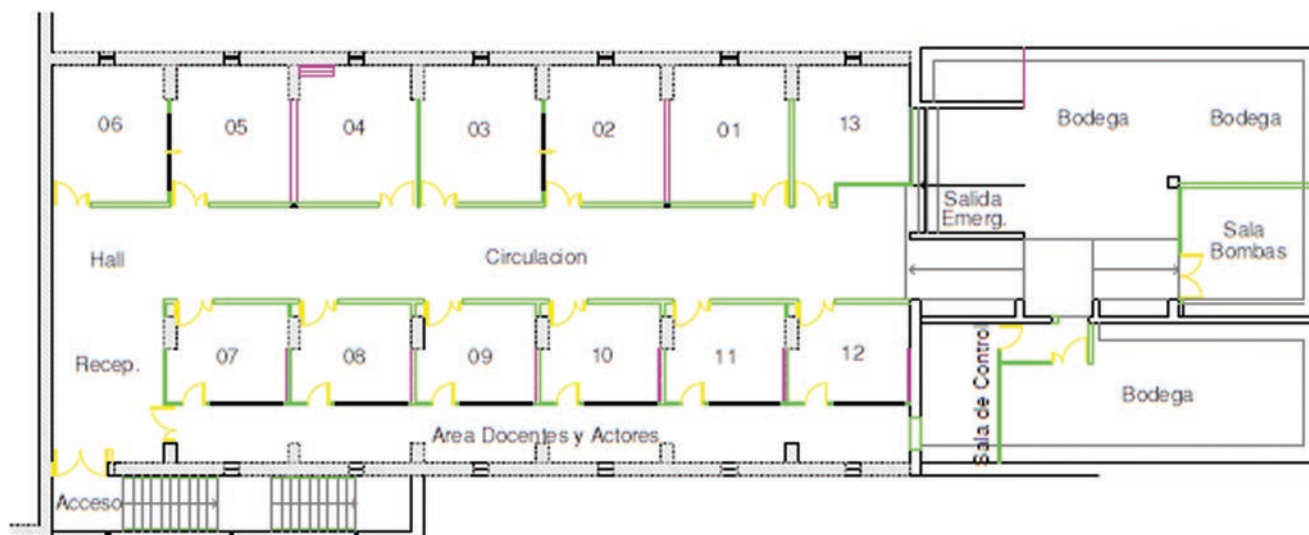 06
05
04
03
02
01
13
Bodega
Bodega
Salida
Emerg.
Sala
Bombas
Hall
Circulacion
Recep.
07
08
09
10
11
12
Sala de Control
Bodega
Area Docentes y Actores
Acceso